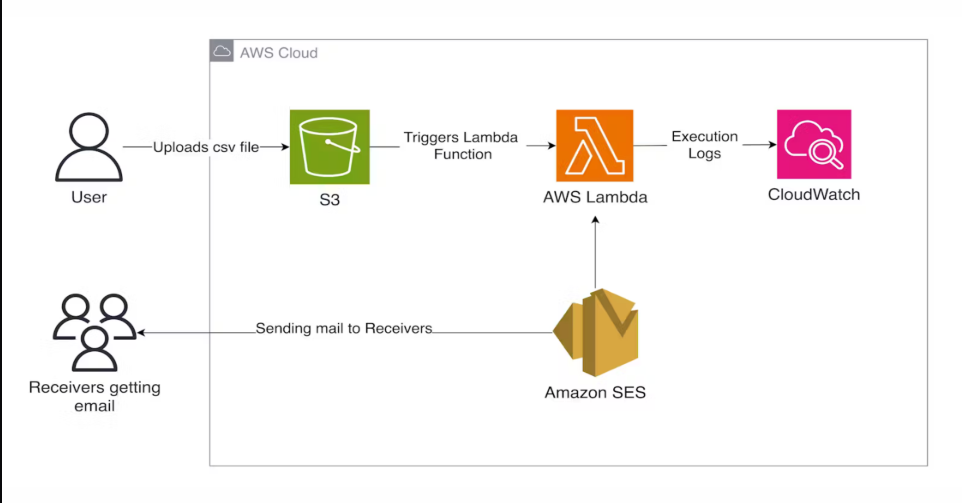 AWS Cloud
Uploads csv file
Triggers Lambda
Function
Execution
Logs
User
S3
AWS Lambda
CloudWatch
Sending mail to Receivers
Receivers getting
email
Amazon SES